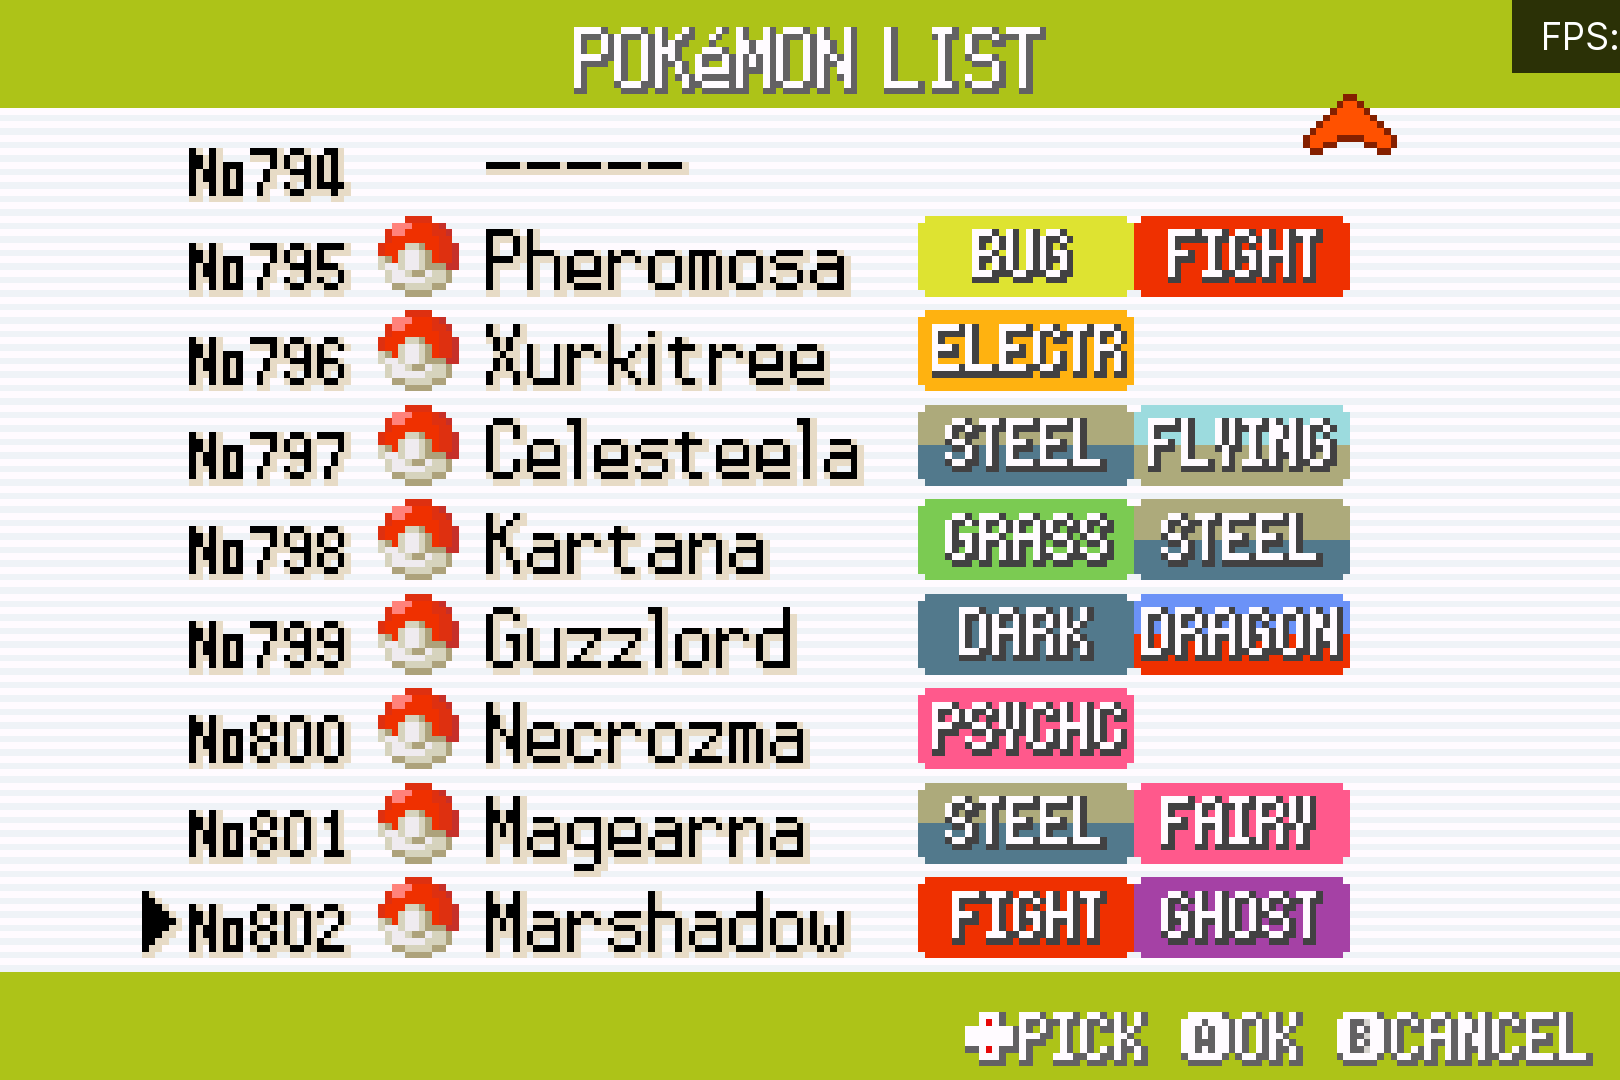 POKéMON LIST
FPS:
No794 -----
No795 Pheromosa BUG FIGHT
No796 Xurkitree ELECTR
No797 Celesteela STEEL FLYING
No798 Kartana GRASS STEEL
No799 Guzzlord DARK DRAGON
No800 Necrozma PSYCHC
No801 Magearna STEEL FAIRY
No802 Marshadow FIGHT GHOST
PICK A OK B CANCEL